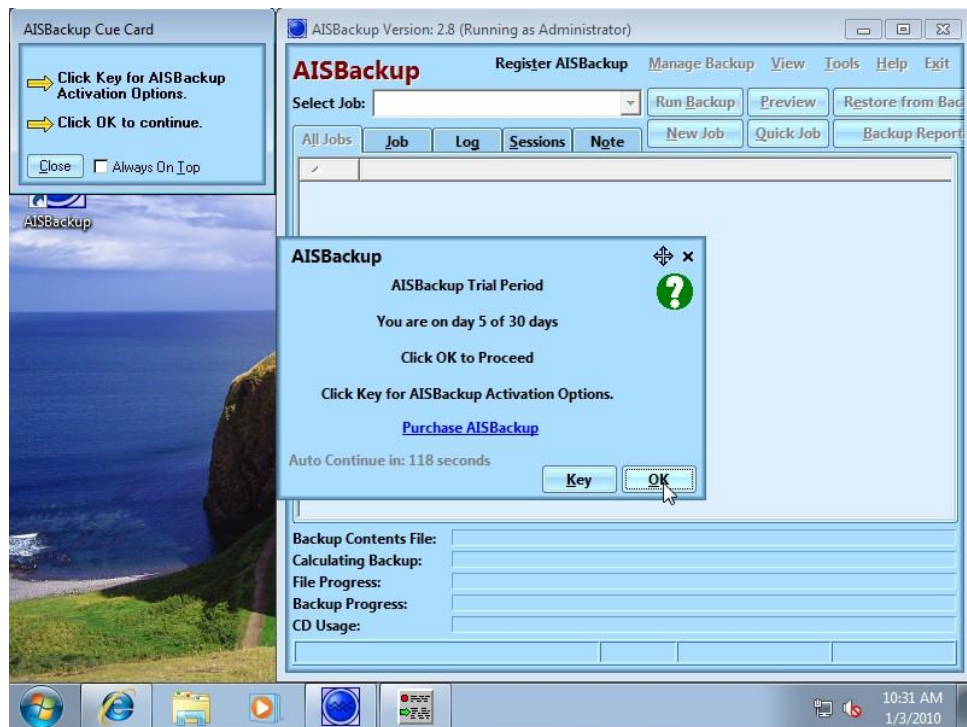 AISBackup Cue Card
Click Key for AISBackup
Activation Options.
Click OK to continue.
Close Always On Top
AISBackup
AISBackup Version: 2.8 (Running as Administrator)
AISBackup Register AISBackup Manage Backup View Tools Help Exit
Select Job: Run Backup Preview Restore from Bac
All Jobs Job Log Sessions Note New Job Quick Job Backup Report
AISBackup
AISBackup Trial Period
You are on day 5 of 30 days
Click OK to Proceed
Click Key for AISBackup Activation Options.
Purchase AISBackup
Auto Continue in: 118 seconds
Key OK
Backup Contents File:
Calculating Backup:
File Progress:
Backup Progress:
CD Usage:
10:31 AM
1/3/2010